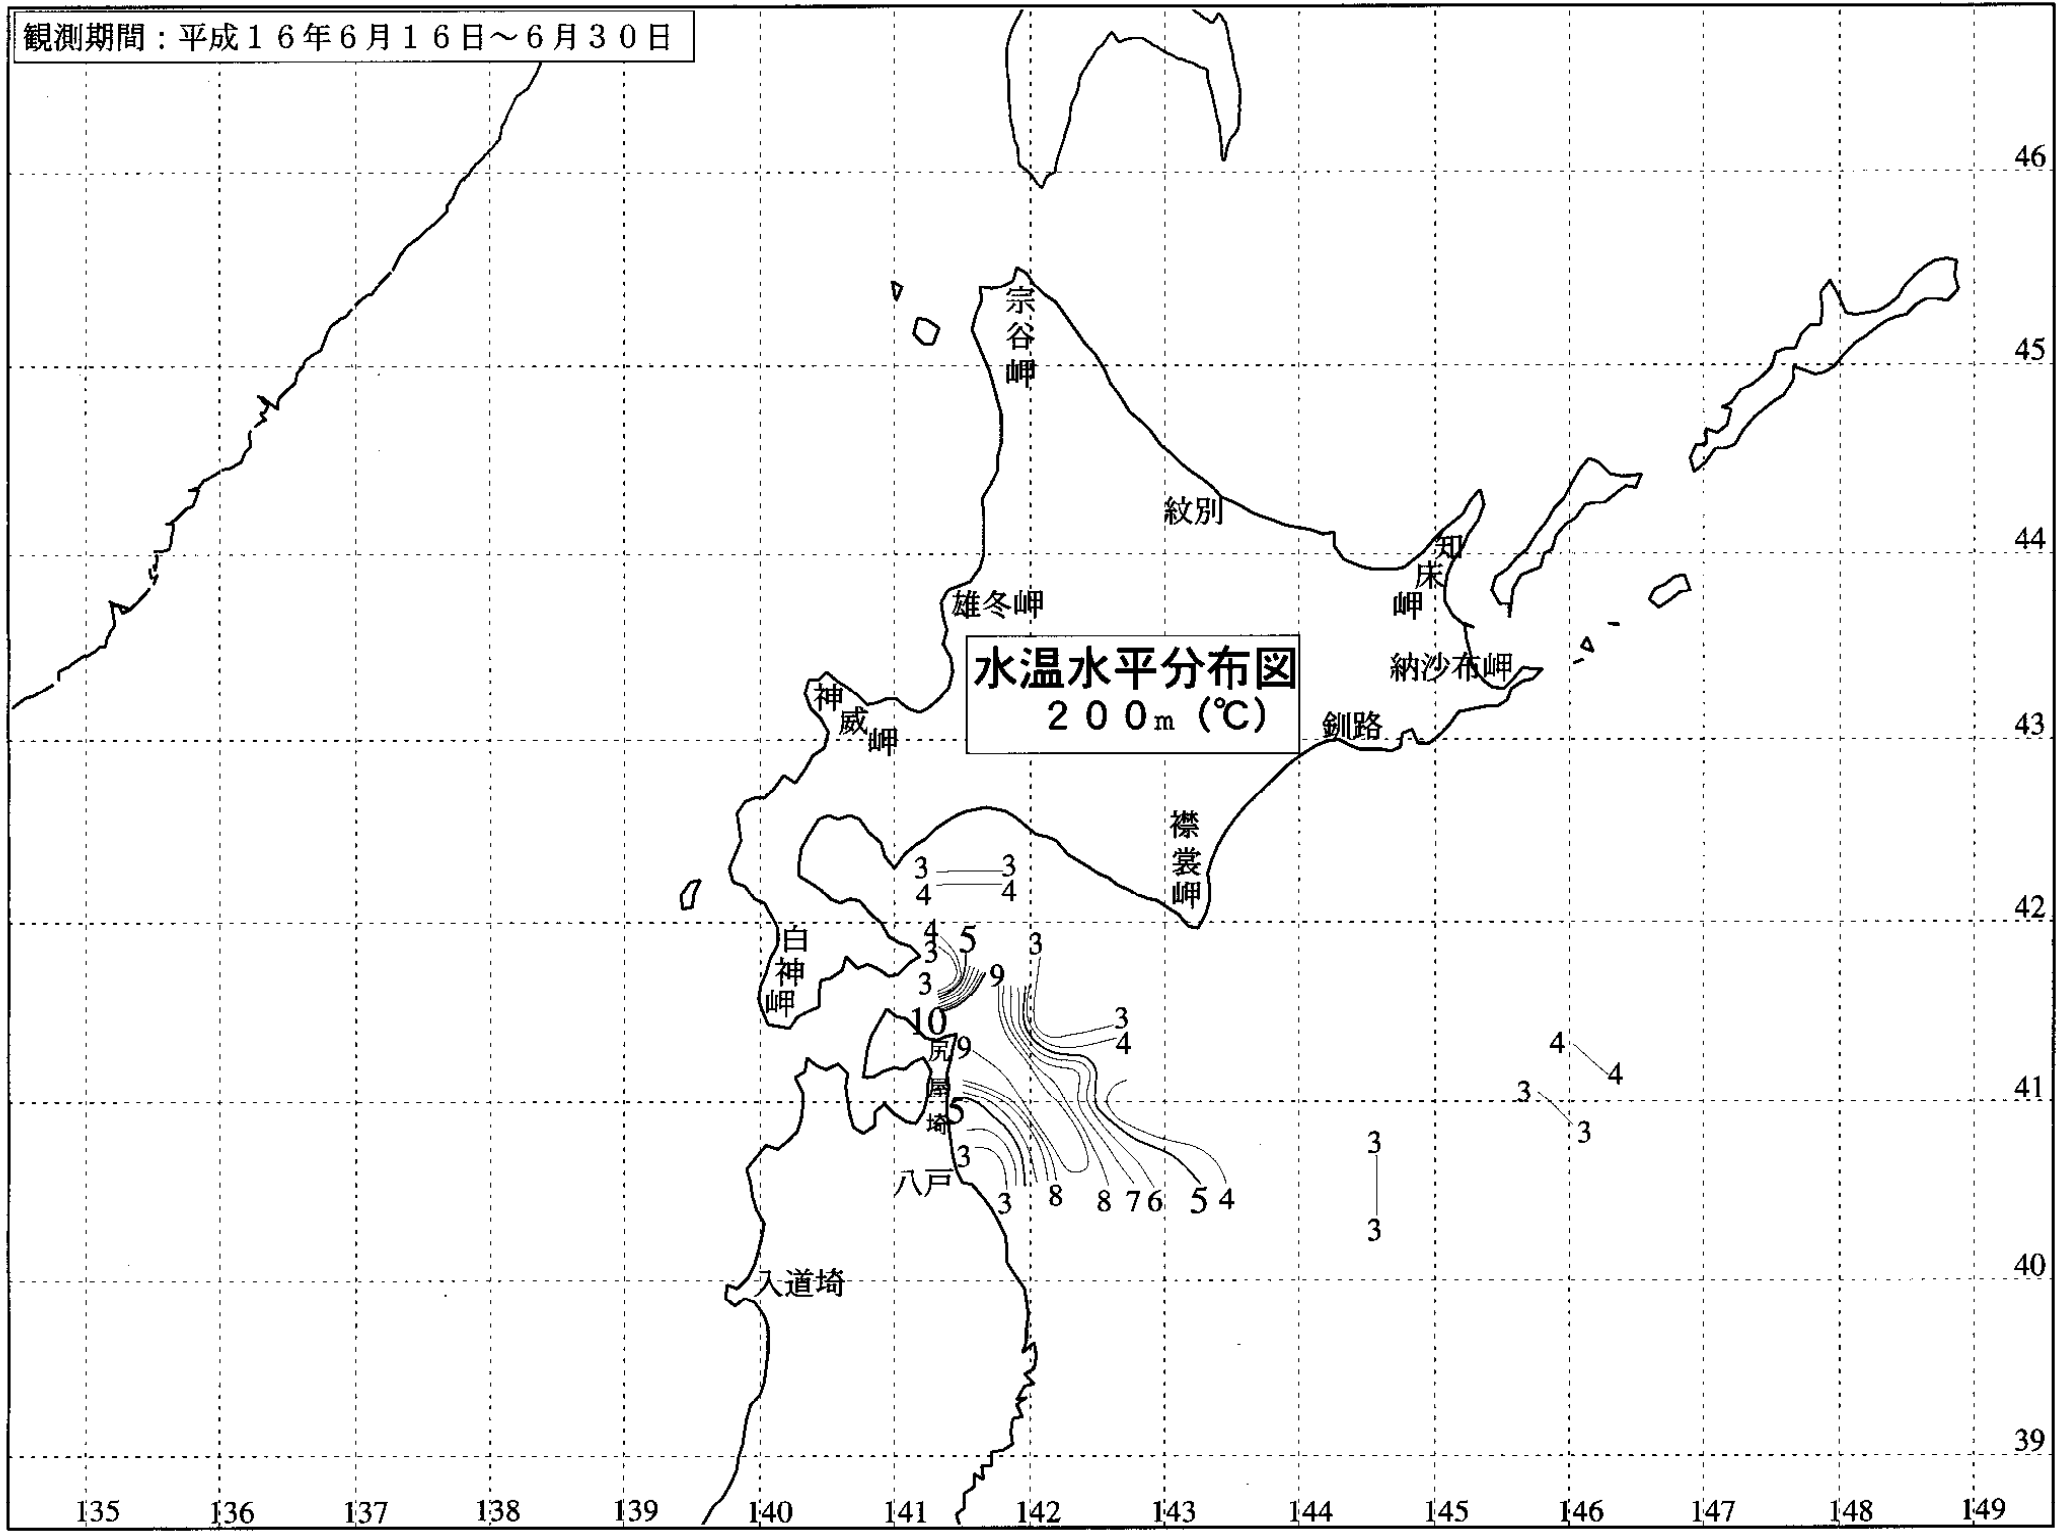 観測期間：平成１６年６月１６日～６月３０日
46
45
宗谷岬
紋別
44
知床岬
雄冬岬
水温水平分布図
２００ｍ（℃）
納沙布岬
神威岬
43
釧路
襟裳岬
3 3
4 4
42
白神岬
4
5
3
3
3
9
10
3
4
尻屋埼
9
4
4
41
3
3
5
3
3
八戸
3
8
8
7
6
5
4
3
40
入道埼
39
135 136 137 138 139 140 141 142 143 144 145 146 147 148 149